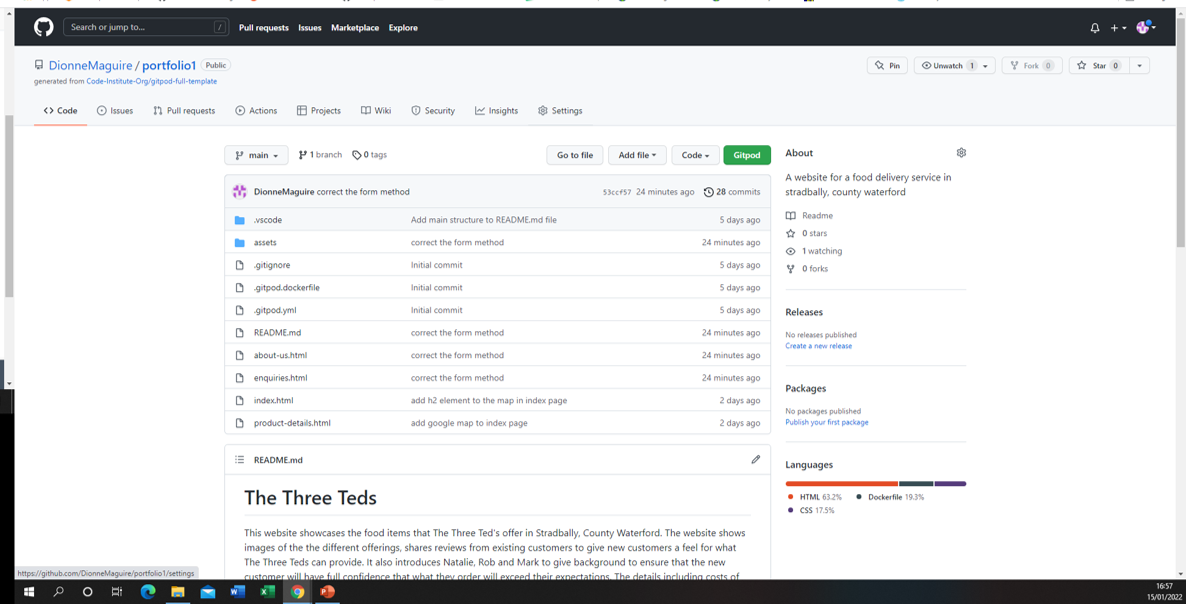 Search or jump to... /
Pull requests Issues Marketplace Explore
DionneMaguire / portfolio1 Public
generated from Code-Institute-Org/gitpod-full-template
Pin Unwatch 1 Fork 0 Star 0
Code Issues Pull requests Actions Projects Wiki Security Insights Settings
main 1 branch 0 tags Go to file Add file Code Gitpod
DionneMaguire correct the form method 53ccf57 24 minutes ago 28 commits
.vscode Add main structure to README.md file 5 days ago
assets correct the form method 24 minutes ago
.gitignore Initial commit 5 days ago
.gitpod.dockerfile Initial commit 5 days ago
.gitpod.yml Initial commit 5 days ago
README.md correct the form method 24 minutes ago
about-us.html correct the form method 24 minutes ago
enquiries.html correct the form method 24 minutes ago
index.html add h2 element to the map in index page 2 days ago
product-details.html add google map to index page 2 days ago
README.md
The Three Teds
This website showcases the food items that The Three Ted's offer in Stradbally, County Waterford. The website shows
images of the the different offerings, shares reviews from existing customers to give new customers a feel for what
The Three Teds can provide. It also introduces Natalie, Rob and Mark to give background to ensure that the new
customer will have full confidence that what they order will exceed their expectations. The details including costs of
About
A website for a food delivery service in
stradbally, county waterford
Readme
0 stars
1 watching
0 forks
Releases
No releases published
Create a new release
Packages
No packages published
Publish your first package
Languages
HTML 63.2% Dockerfile 19.3%
CSS 17.5%
https://github.com/DionneMaguire/portfolio1/settings
16:57
15/01/2022